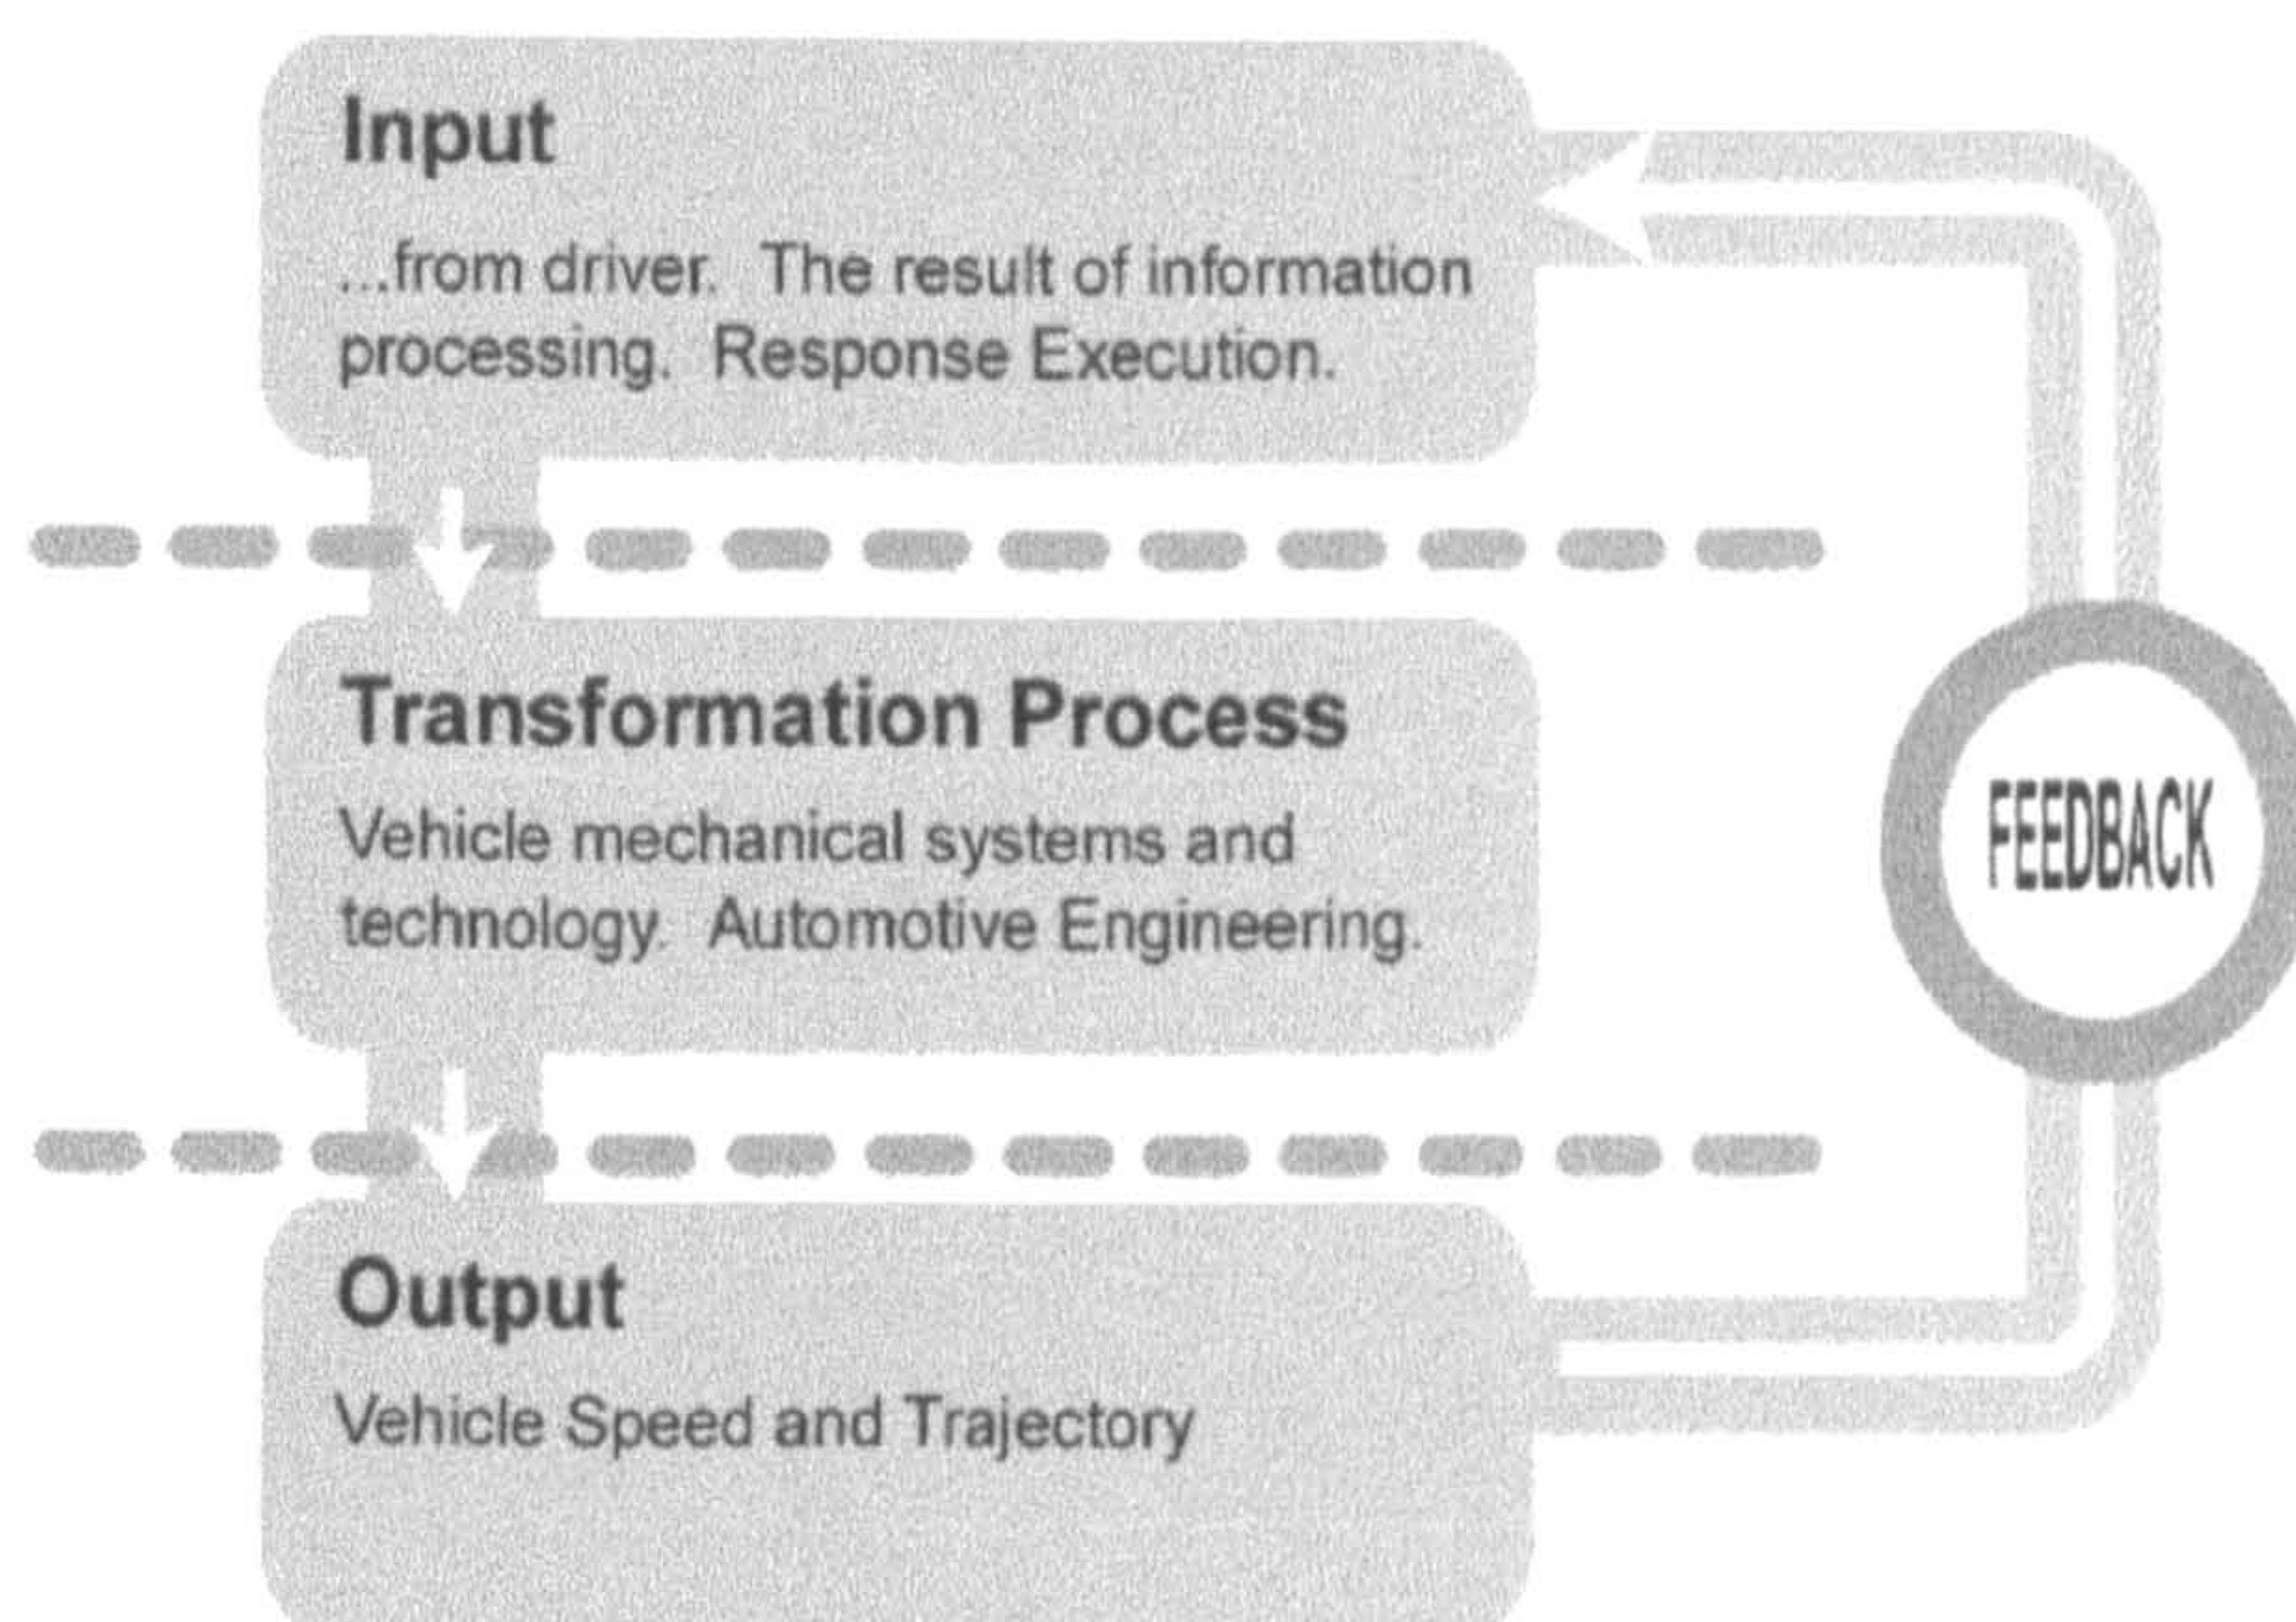 Input
...from driver. The result of information
processing. Response Execution.
Transformation Process
Vehicle mechanical systems and
technology. Automotive Engineering.
FEEDBACK
Output
Vehicle Speed and Trajectory